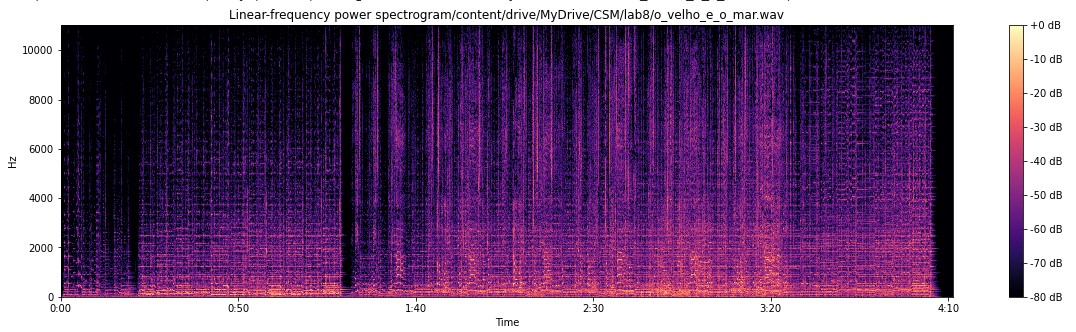 Linear-frequency power spectrogram/content/drive/MyDrive/CSM/lab8/o_velho_e_o_mar.wav
10000
8000
6000
4000
2000
0
Hz
0:00 0:50 1:40 2:30 3:20 4:10
Time
+0 dB
-10 dB
-20 dB
-30 dB
-40 dB
-50 dB
-60 dB
-70 dB
-80 dB